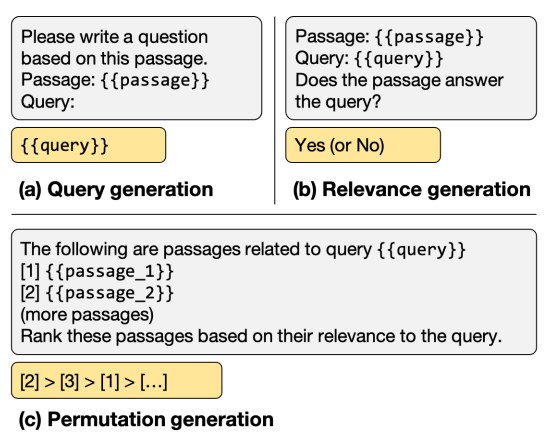 Please write a question
based on this passage.
Passage: {{passage}}
Query:
{{query}}
(a) Query generation
Passage: {{passage}}
Query: {{query}}
Does the passage answer
the query?
Yes (or No)
(b) Relevance generation
The following are passages related to query {{query}}
[1] {{passage_1}}
[2] {{passage_2}}
(more passages)
Rank these passages based on their relevance to the query.
[2] > [3] > [1] > [...]
(c) Permutation generation